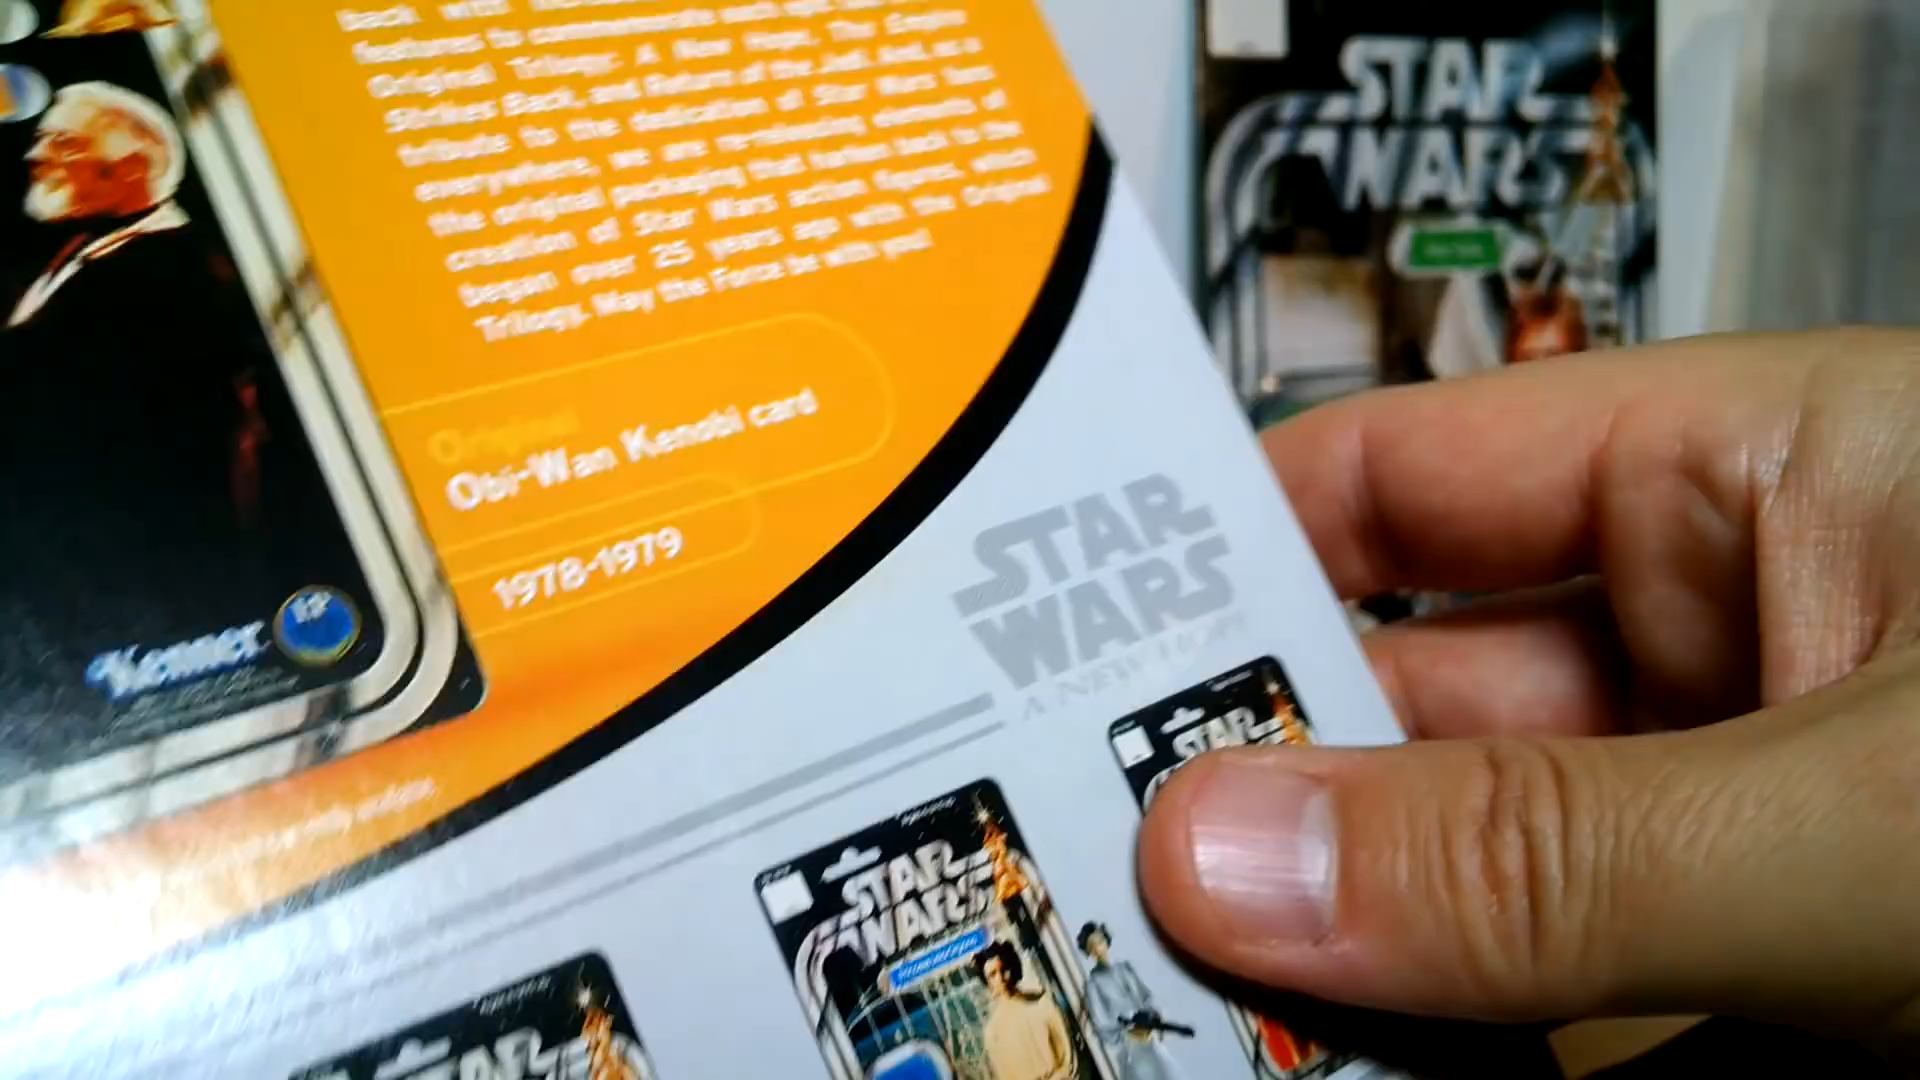 back with
features to commemorate each
Original Trilogy: A New Hope, The Empire
Strikes Back, and Return of the Jedi. And, as a
tribute to the dedication of Star Wars fans
everywhere, we are re-releasing elements of
the original packaging that harken back to the
creation of Star Wars action figures, which
began over 25 years ago with the Original
Trilogy. May the Force be with you!
Original
Obi-Wan Kenobi card
1978-1979
Kenner
STAR
WARS
A NEW HOPE
STAR
WARS
STAR
WARS
STAR
STAR